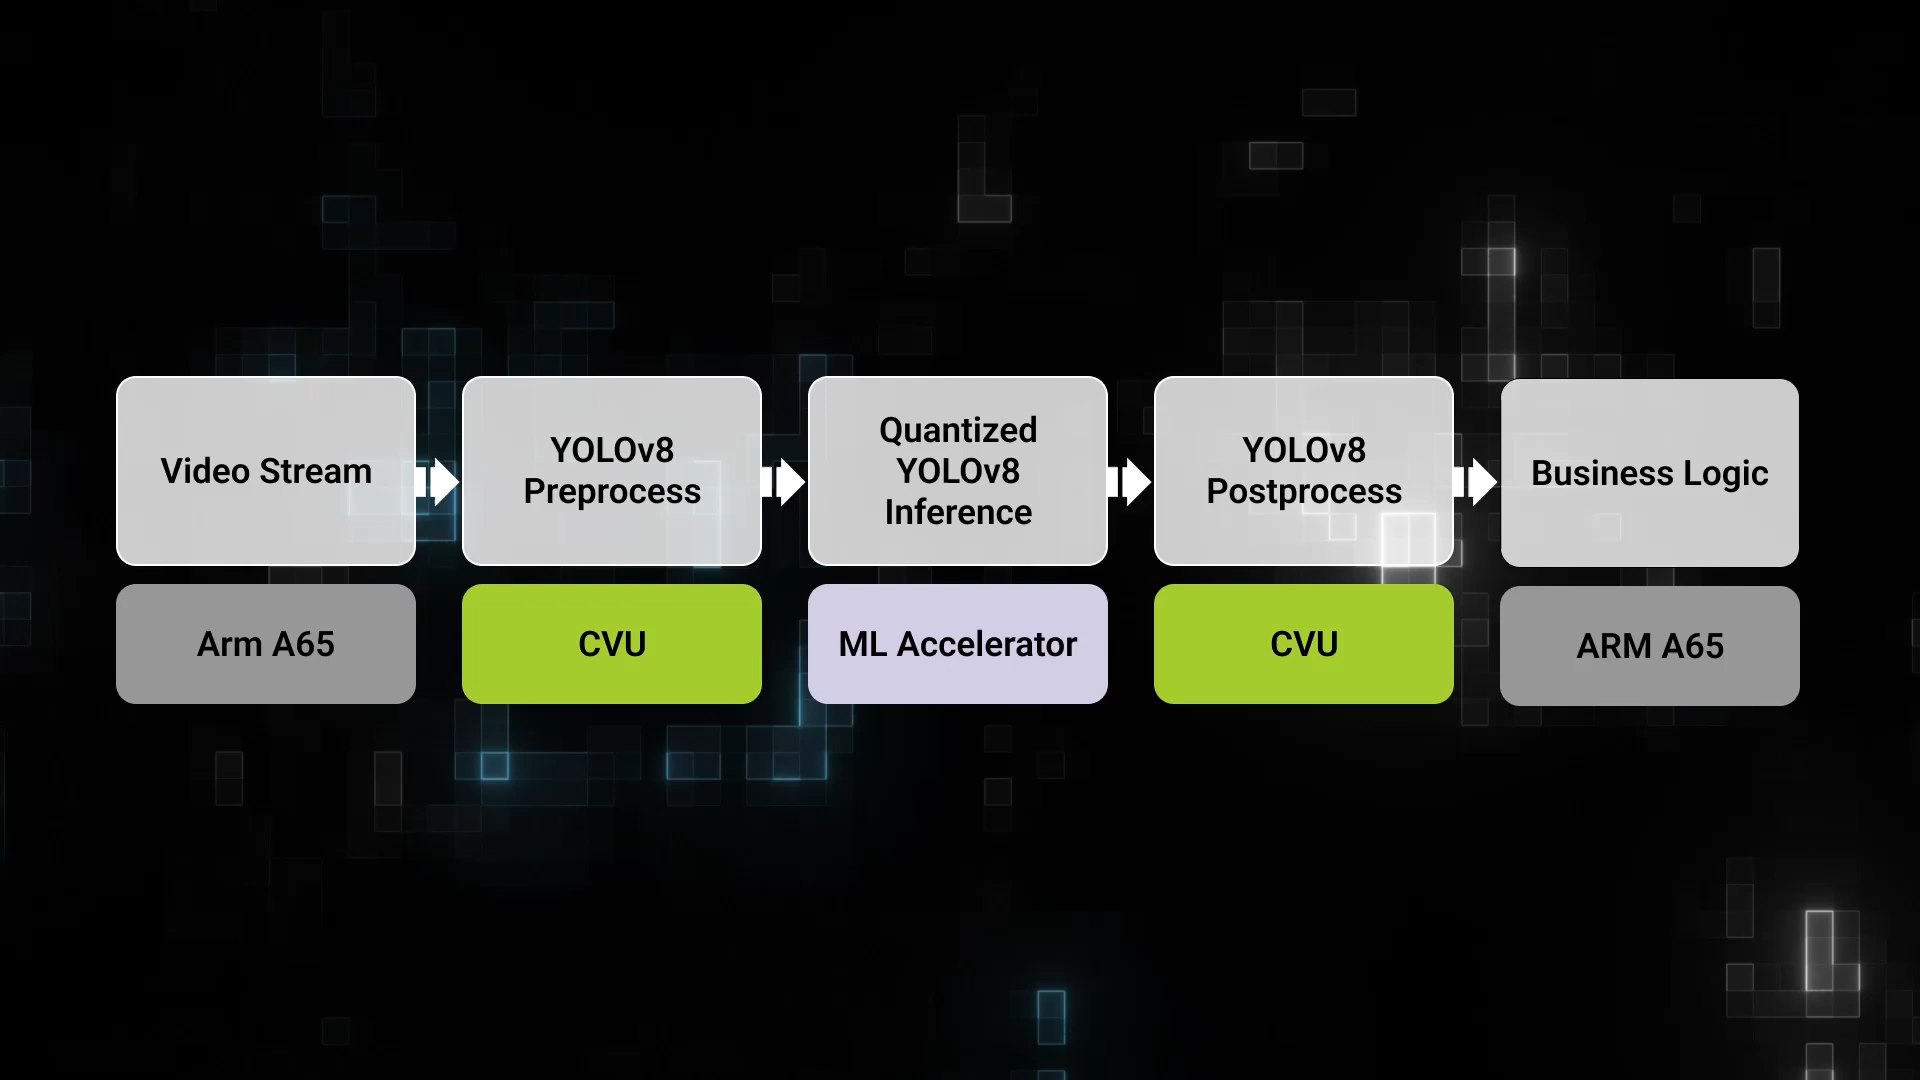 Video Stream
YOLOv8
Preprocess
Quantized
YOLOv8
Inference
YOLOv8
Postprocess
Business Logic
Arm A65
CVU
ML Accelerator
CVU
ARM A65